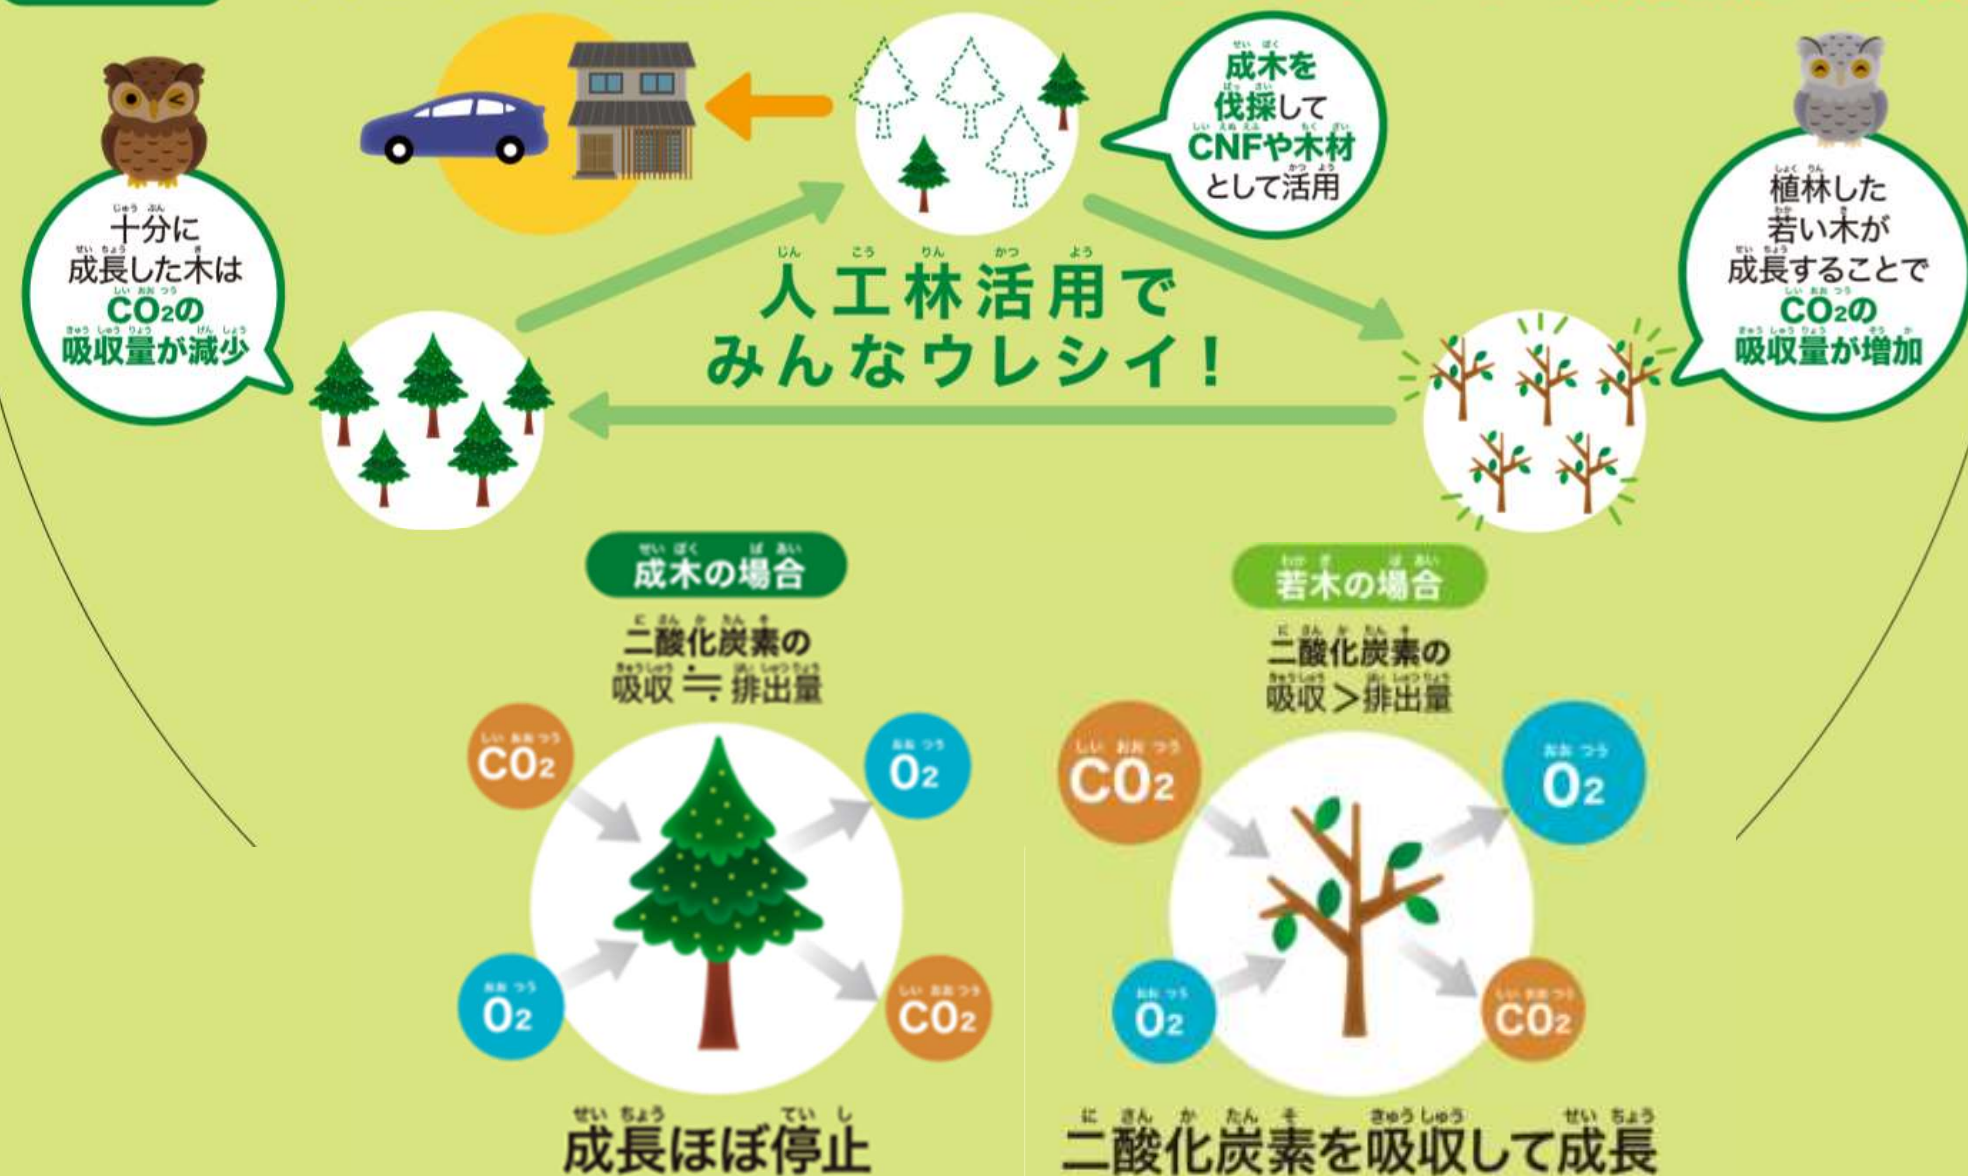 十分に
成長した木は
CO₂の
吸収量が減少
成木を
伐採して
CNFや木材
として活用
植林した
若い木が
成長することで
CO₂の
吸収量が増加
人工林活用で
みんなウレシイ!
成木の場合
二酸化炭素の
吸収≒排出量
CO₂
O₂
O₂
CO₂
成長ほぼ停止
若木の場合
二酸化炭素の
吸収>排出量
CO₂
O₂
O₂
CO₂
二酸化炭素を吸収して成長